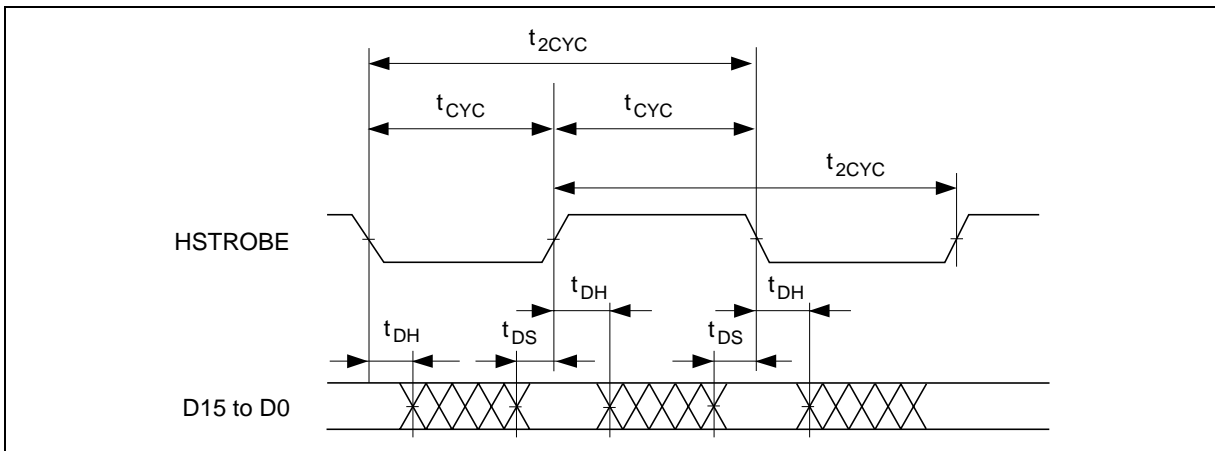 t2CYC
tCYC tCYC
t2CYC
HSTROBE
tDH tDH
tDH tDS tDS
D15 to D0